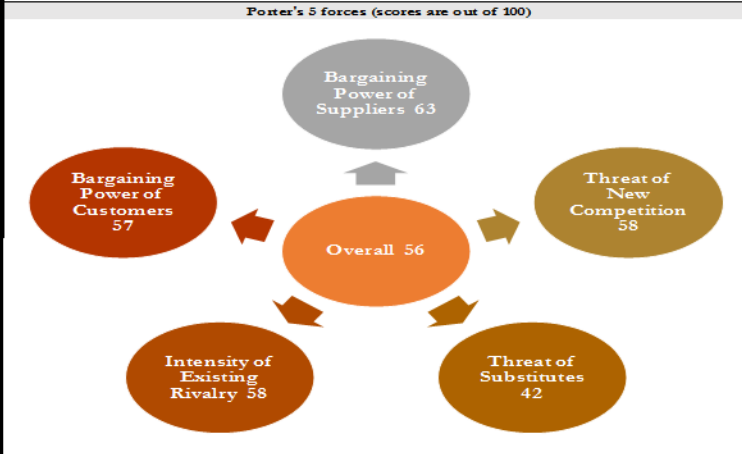 Porter's 5 forces (scores are out of 100)
Bargaining
Power of
Suppliers 63
Bargaining
Power of
Customers
57
Threat of
New
Competition
58
Overall 56
Intensity of
Existing
Rivalry 58
Threat of
Substitutes
42